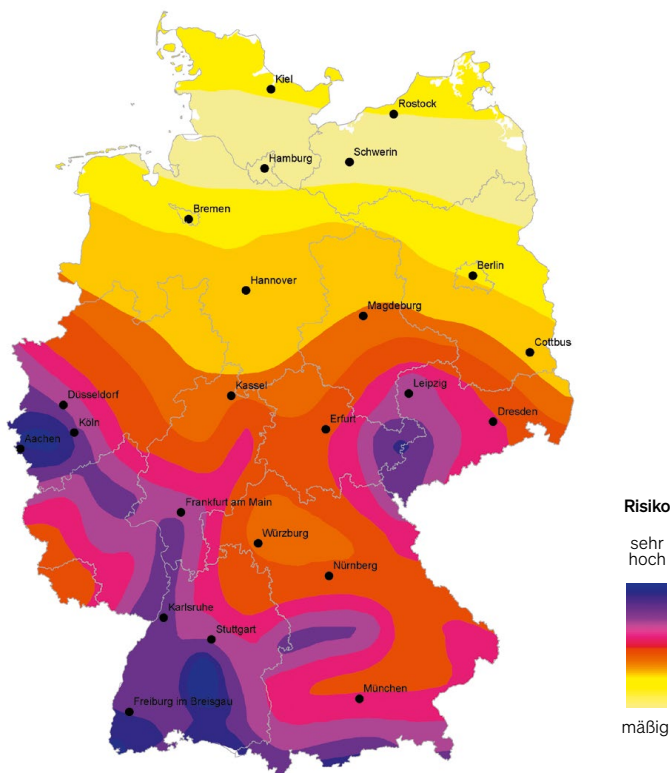 Kiel
Rostock
Hamburg
Schwerin
Bremen
Berlin
Hannover
Magdeburg
Cottbus
Kassel
Leipzig
Düsseldorf
Dresden
Köln
Erfurt
Aachen
Frankfurt am Main
Würzburg
Nürnberg
Karlsruhe
Stuttgart
München
Freiburg im Breisgau
Risiko
sehr
hoch
mäßig